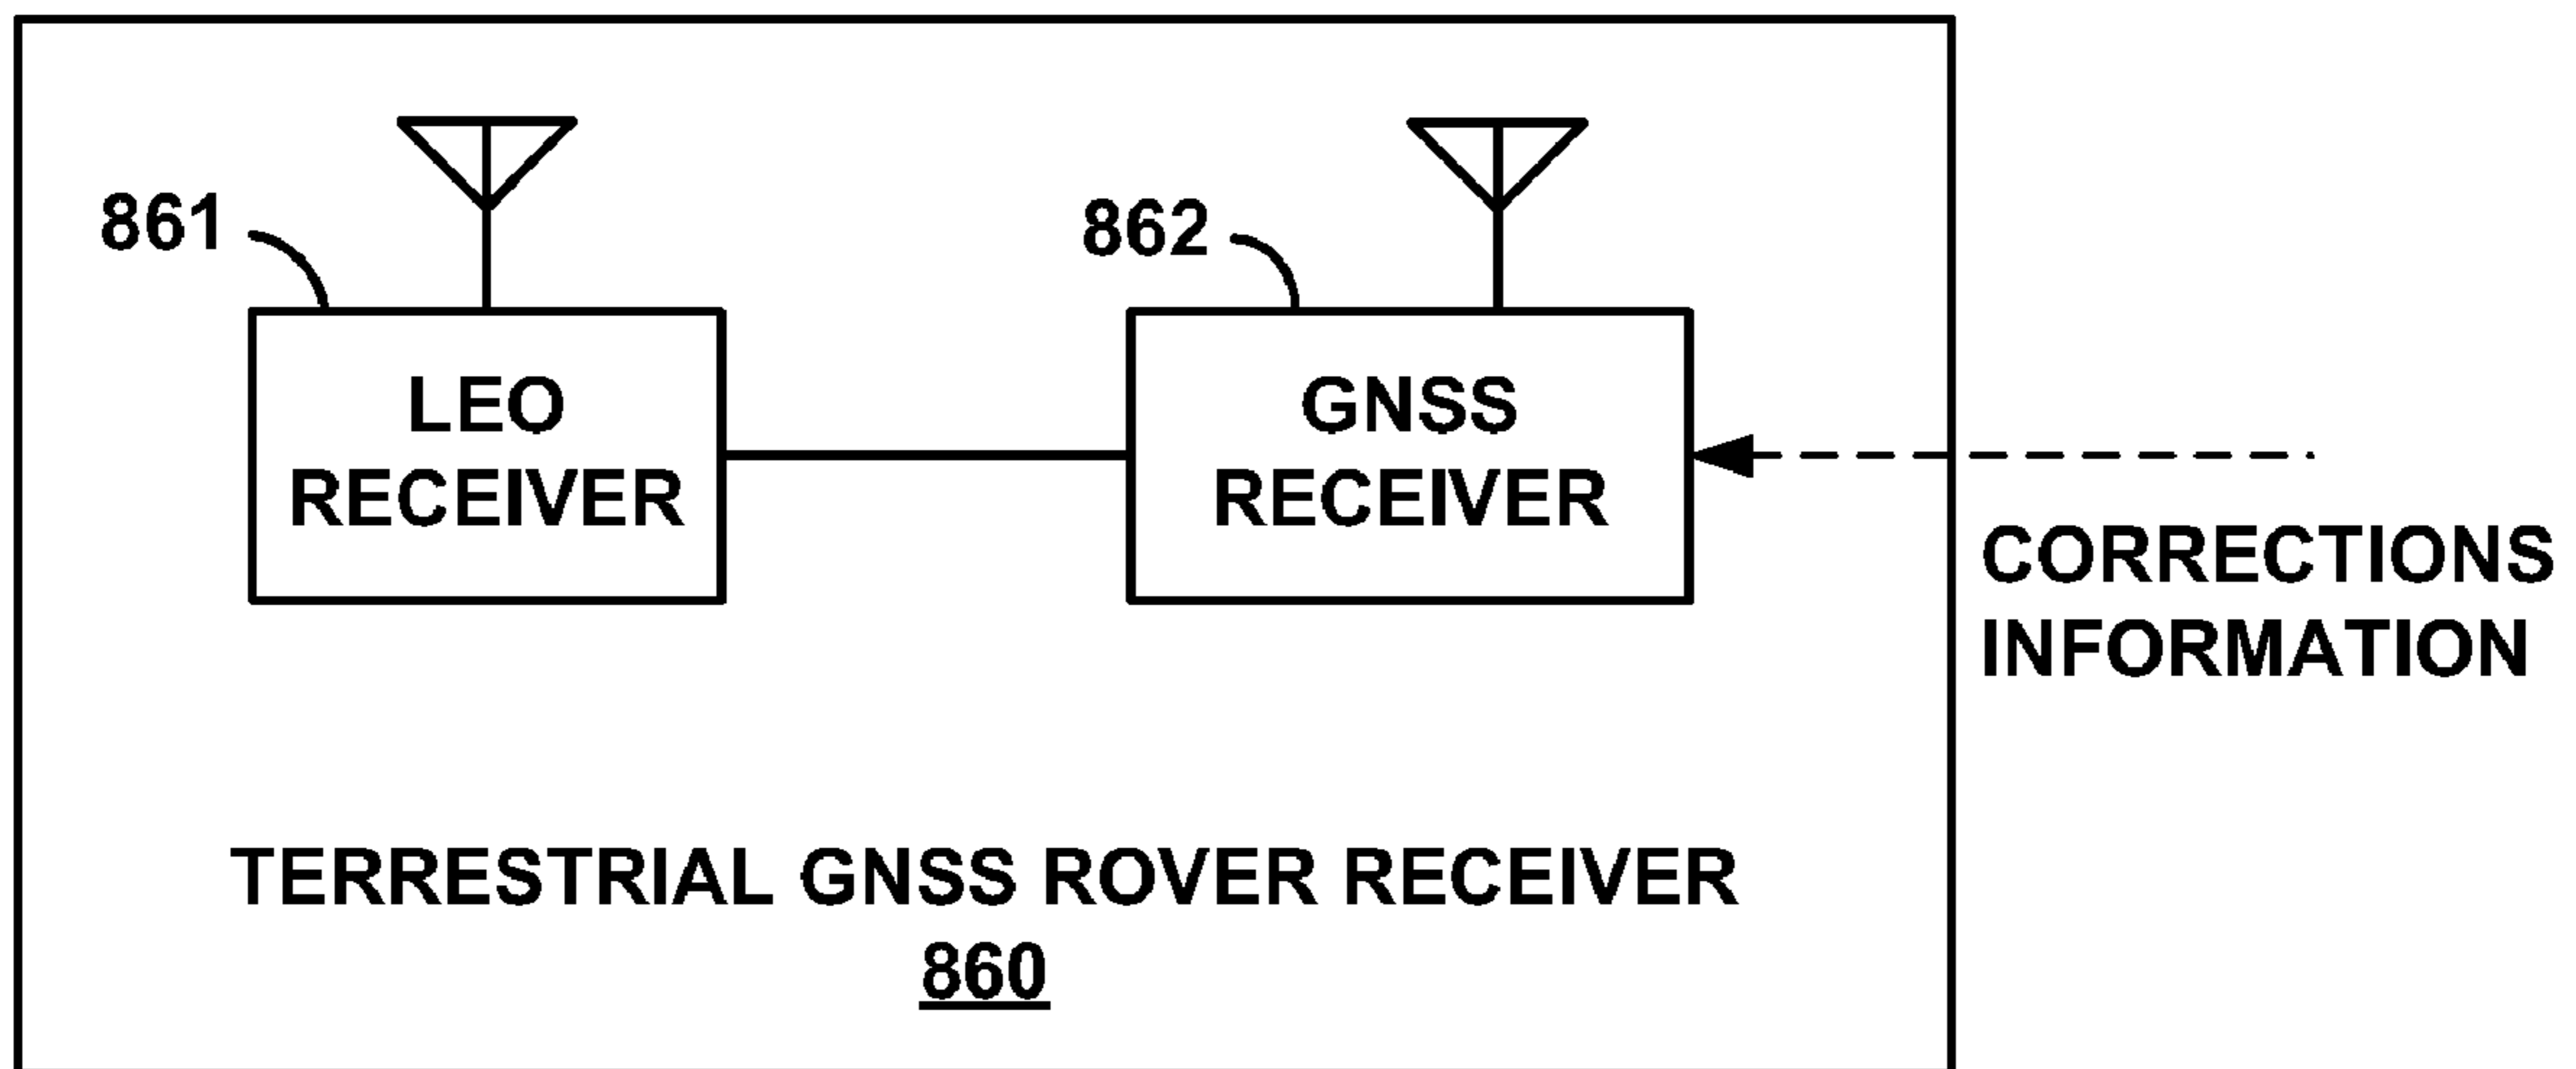 861
862
LEO
RECEIVER
GNSS
RECEIVER
CORRECTIONS
INFORMATION
TERRESTRIAL GNSS ROVER RECEIVER
860